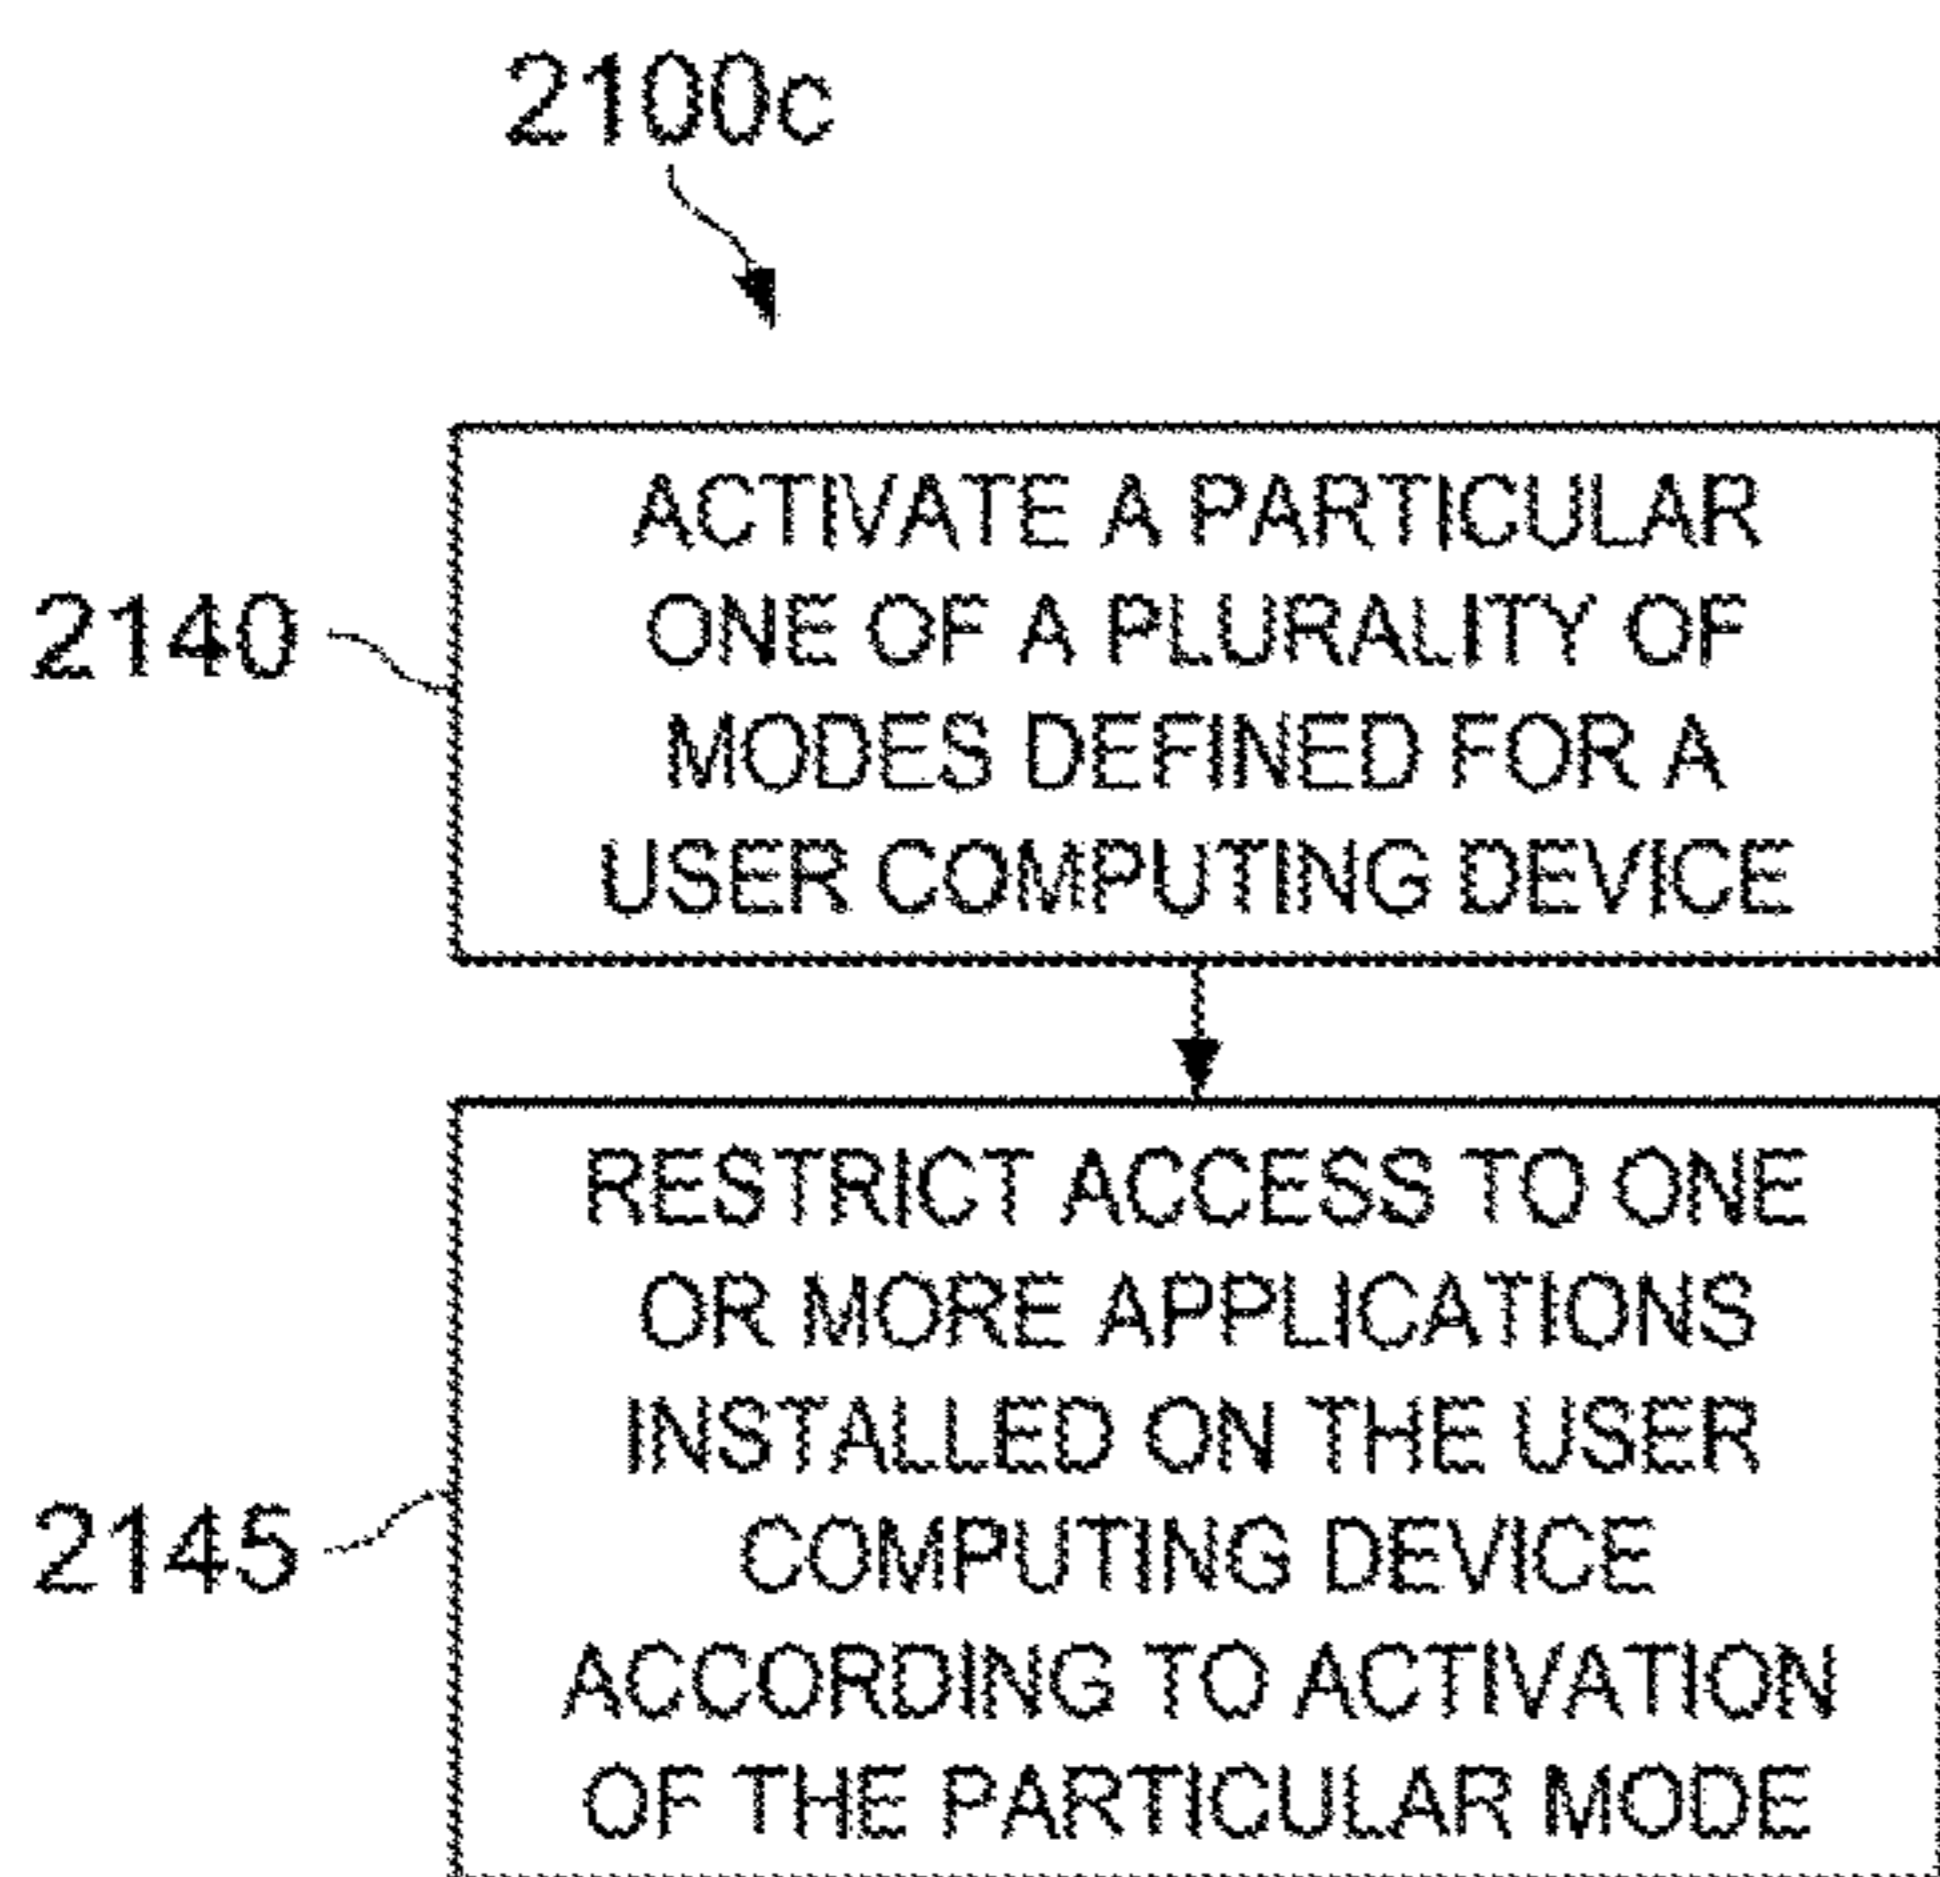 2100c
2140
ACTIVATE A PARTICULAR
ONE OF A PLURALITY OF
MODES DEFINED FOR A
USER COMPUTING DEVICE
2145
RESTRICT ACCESS TO ONE
OR MORE APPLICATIONS
INSTALLED ON THE USER
COMPUTING DEVICE
ACCORDING TO ACTIVATION
OF THE PARTICULAR MODE